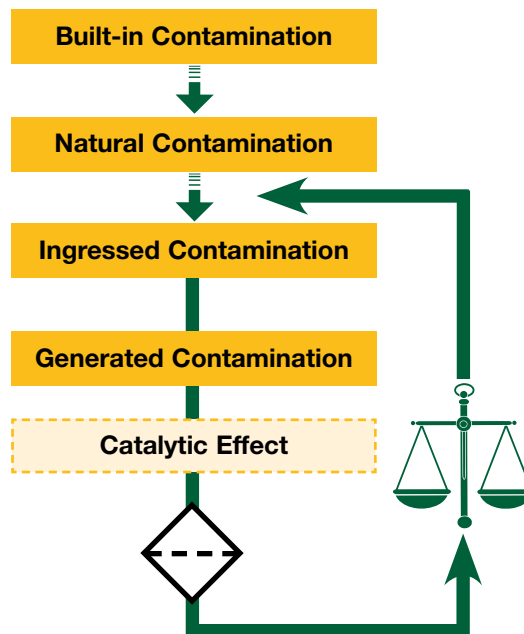 Built-in Contamination
Natural Contamination
Ingressed Contamination
Generated Contamination
Catalytic Effect